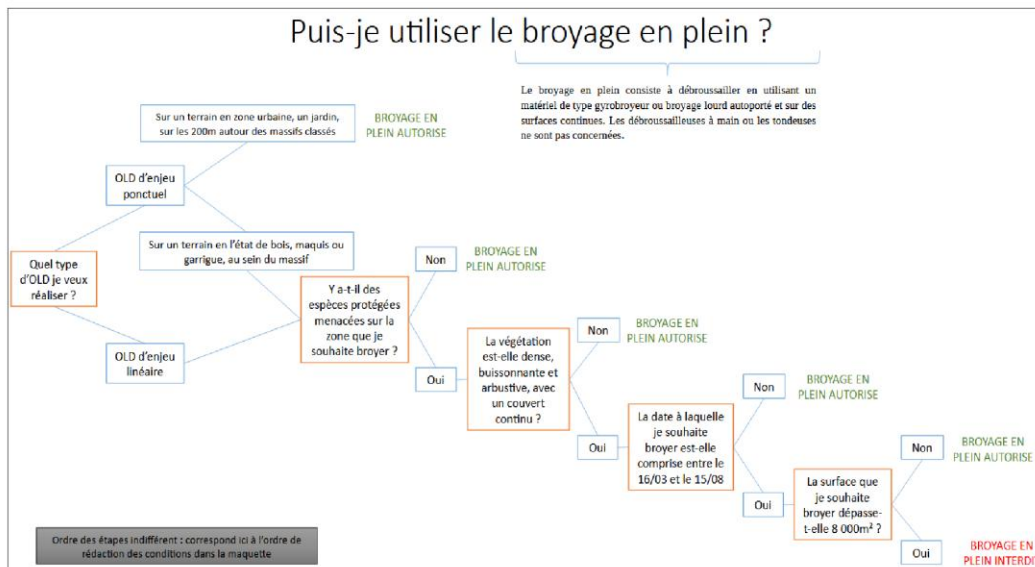 Puis-je utiliser le broyage en plein ?
Le broyage en plein consiste à débroussailler en utilisant un
matériel de type gyrobroyeur ou broyage lourd autoporté et sur des
surfaces continues. Les débroussailleuses à main ou les tondeuses
ne sont pas concernées.
Sur un terrain en zone urbaine, un jardin,
sur les 200m autour des massifs classés
BROYAGE EN
PLEIN AUTORISE
OLD d'enjeu
ponctuel
Sur un terrain en l'état de bois, maquis ou
garrigue, au sein du massif
Quel type
d'OLD je veux
réaliser ?
OLD d'enjeu
linéaire
Y a-t-il des
espèces protégées
menacées sur la
zone que je
souhaite broyer ?
Non
BROYAGE EN
PLEIN AUTORISE
Oui
La végétation
est-elle dense,
buissonnante et
arbustive, avec
un couvert
continu ?
Non
BROYAGE EN
PLEIN AUTORISE
Oui
La date à laquelle
je souhaite
broyer est-elle
comprise entre le
16/03 et le 15/08
Non
BROYAGE EN
PLEIN AUTORISE
Oui
La surface que
je souhaite
broyer dépasse-
t-elle 8 000m² ?
Non
BROYAGE EN
PLEIN AUTORISE
Oui
BROYAGE EN
PLEIN INTERDIT
Ordre des étapes indifférent : correspond ici à l'ordre de
rédaction des conditions dans la maquette